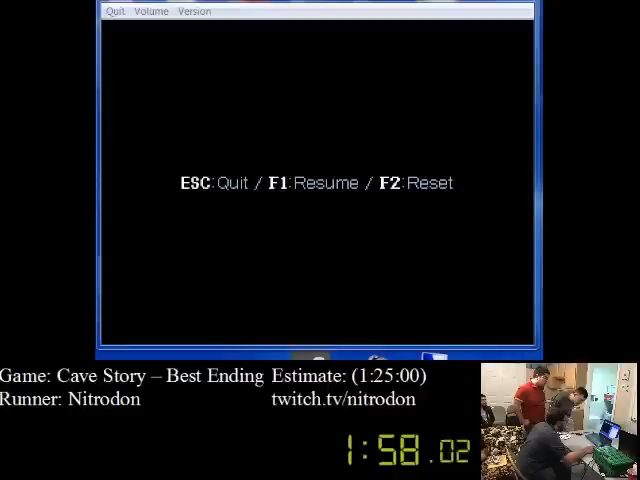 Quit Volume Version
ESC:Quit / F1:Resume / F2:Reset
Game: Cave Story – Best Ending Estimate: (1:25:00)
Runner: Nitrodon twitch.tv/nitrodon
1:58.02